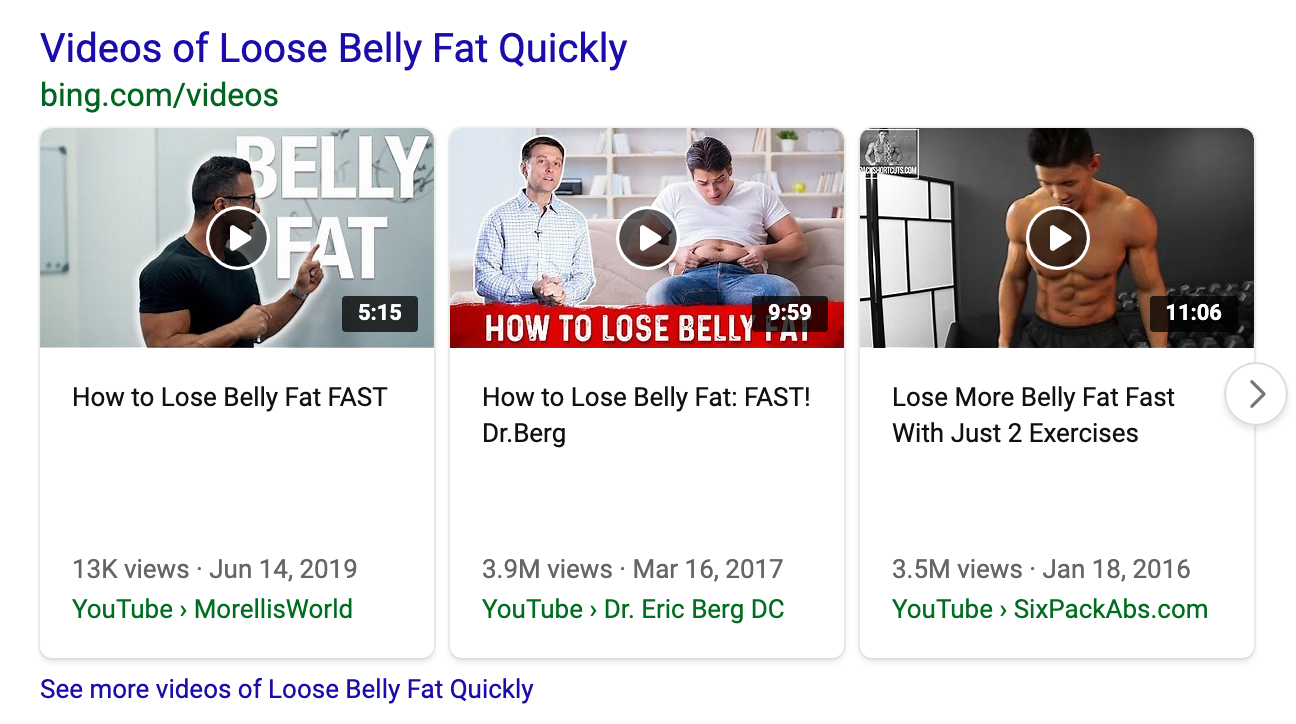 Videos of Loose Belly Fat Quickly
bing.com/videos
BELLY
FAT
5:15
HOW TO LOSE BELLY FAT
9:59
11:06
How to Lose Belly Fat FAST
How to Lose Belly Fat: FAST!
Dr.Berg
Lose More Belly Fat Fast
With Just 2 Exercises
13K views · Jun 14, 2019
YouTube › MorellisWorld
3.9M views · Mar 16, 2017
YouTube › Dr. Eric Berg DC
3.5M views · Jan 18, 2016
YouTube › SixPackAbs.com
See more videos of Loose Belly Fat Quickly